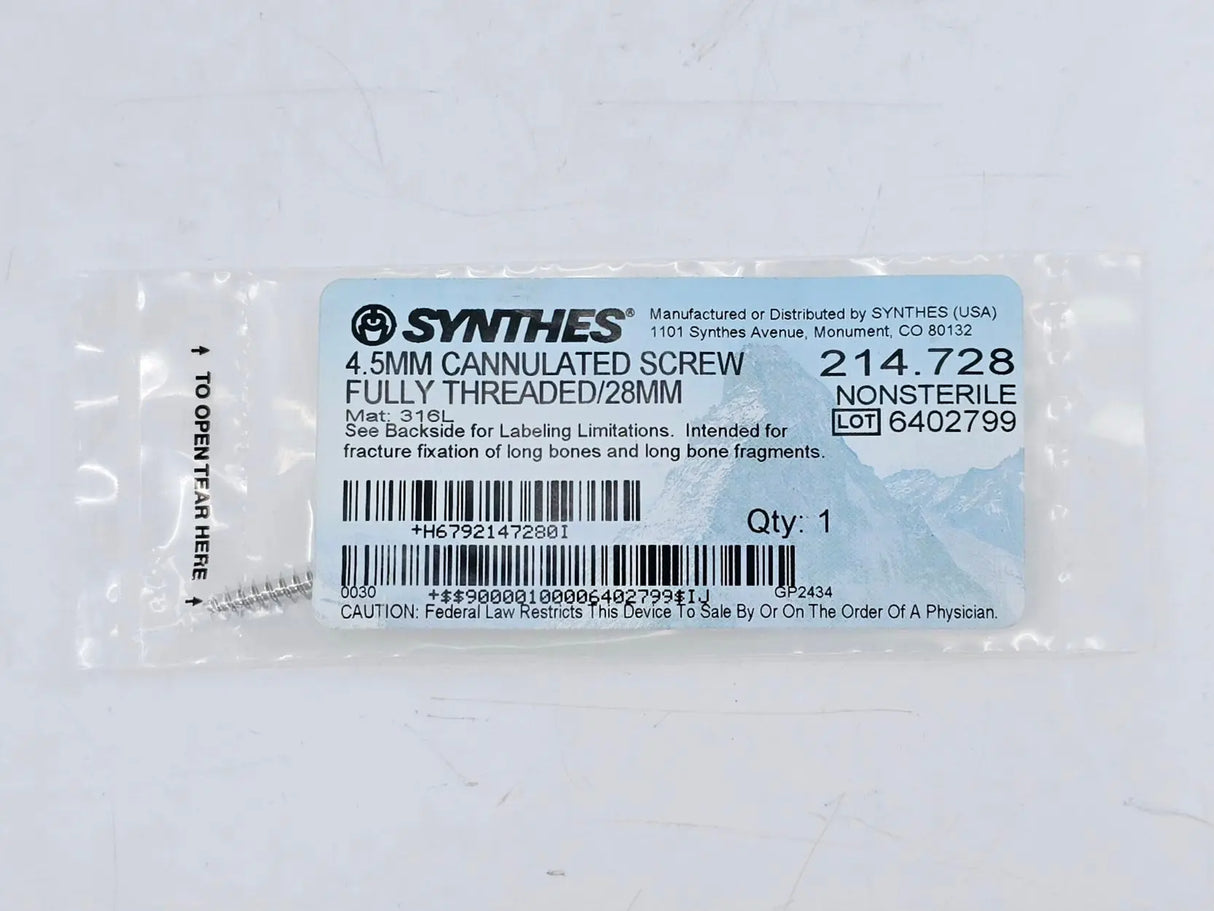 TO OPEN TEAR HERE
SYNTHES®
Manufactured or Distributed by SYNTHES (USA)
1101 Synthes Avenue, Monument, CO 80132
4.5MM CANNULATED SCREW
FULLY THREADED/28MM
214.728
NONSTERILE
LOT 6402799
Mat: 316L
See Backside for Labeling Limitations. Intended for
fracture fixation of long bones and long bone fragments.
+H6792147280I
Qty: 1
0030
+$$90000100006402799$IJ
GP2434
CAUTION: Federal Law Restricts This Device To Sale By Or On The Order Of A Physician.